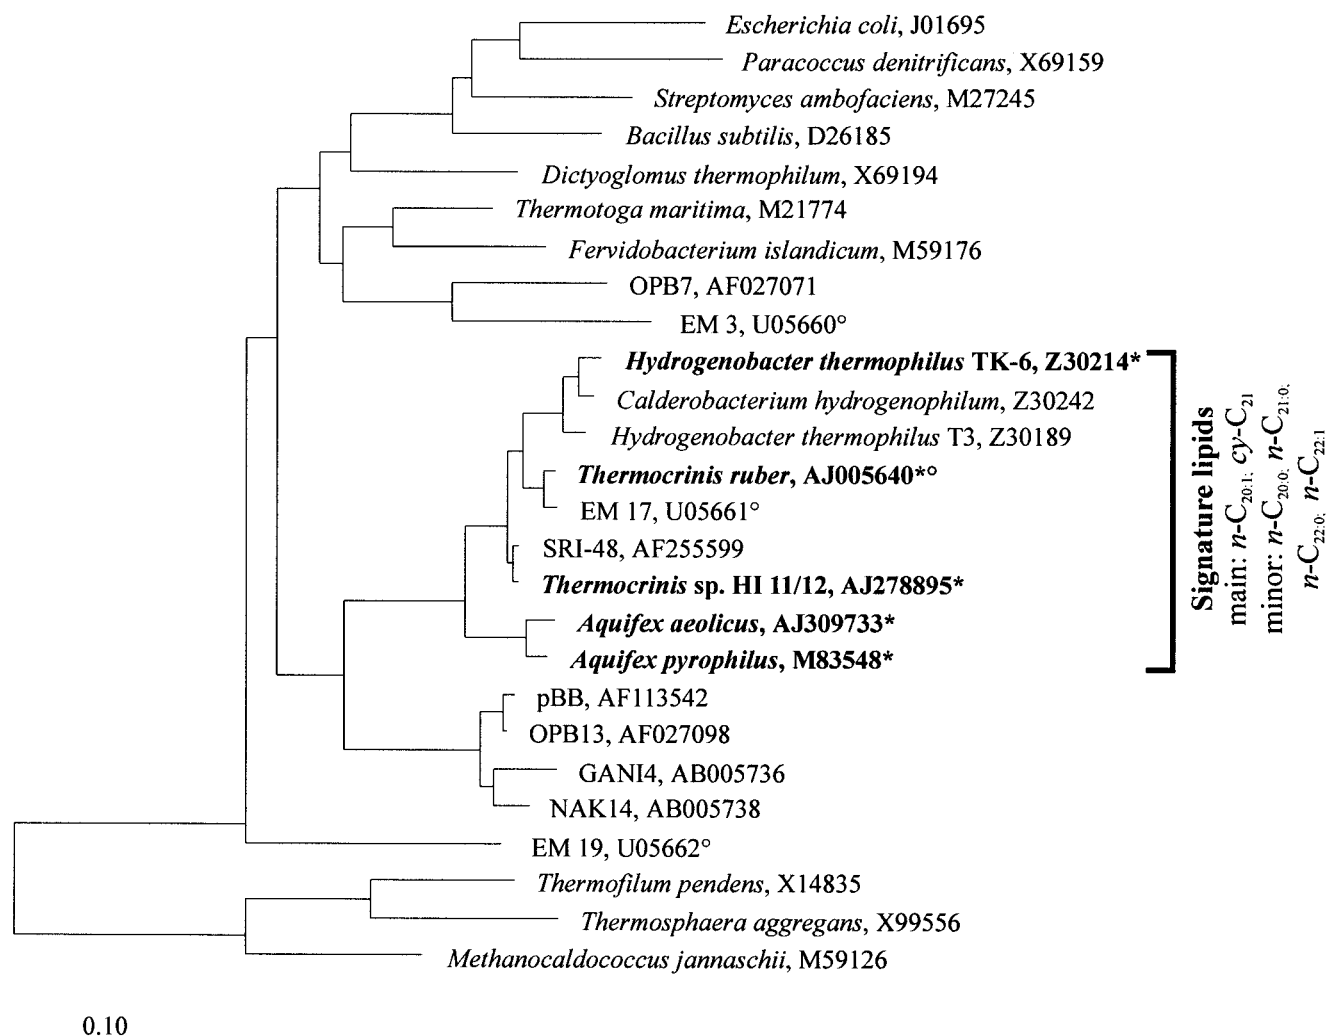 Escherichia coli, J01695
Paracoccus denitrificans, X69159
Streptomyces ambofaciens, M27245
Bacillus subtilis, D26185
Dictyoglomus thermophilum, X69194
Thermotoga maritima, M21774
Fervidobacterium islandicum, M59176
OPB7, AF027071
EM 3, U05660°
Hydrogenobacter thermophilus TK-6, Z30214*
Calderobacterium hydrogenophilum, Z30242
Hydrogenobacter thermophilus T3, Z30189
Thermocrinis ruber, AJ005640*°
EM 17, U05661°
SRI-48, AF255599
Thermocrinis sp. HI 11/12, AJ278895*
Aquifex aeolicus, AJ309733*
Aquifex pyrophilus, M83548*
pBB, AF113542
OPB13, AF027098
GANI4, AB005736
NAK14, AB005738
EM 19, U05662°
Thermofilum pendens, X14835
Thermosphaera aggregans, X99556
Methanocaldococcus jannaschii, M59126
0.10
Signature lipids
main: n-C20:1; cy-C21
minor: n-C20:0; n-C21:0;
n-C22:0; n-C22:1